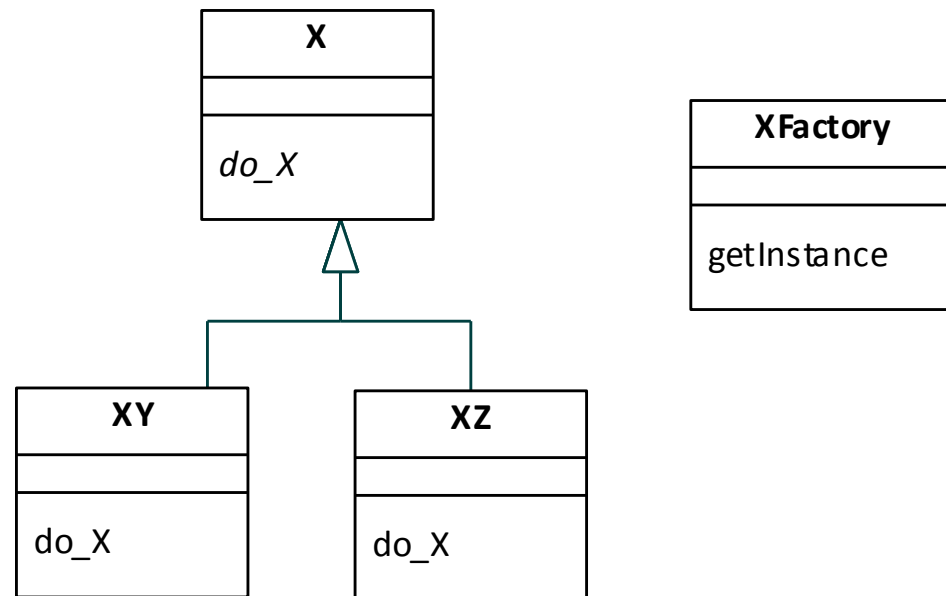 X
do_X
XFactory
getInstance
XY
do_X
XZ
do_X